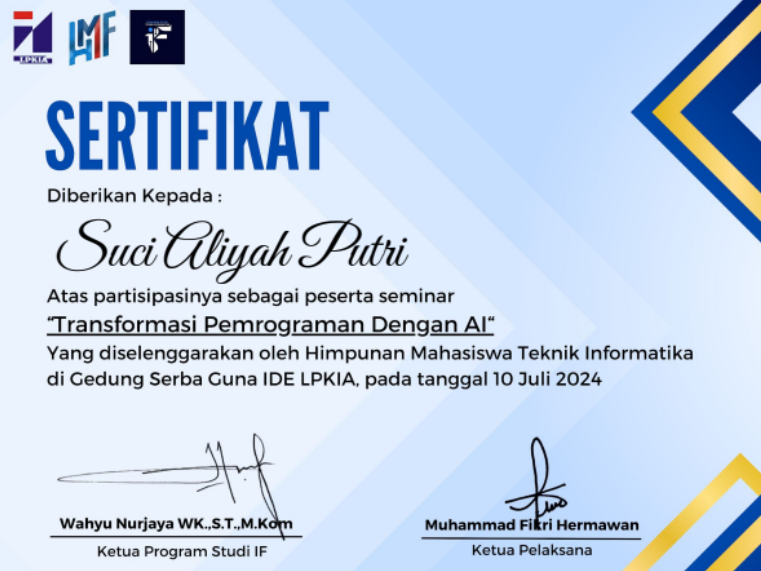 LPKIA
HMIF
IF
SERTIFIKAT
Diberikan Kepada :
Suci Aliyah Putri
Atas partisipasinya sebagai peserta seminar
“Transformasi Pemrograman Dengan AI“
Yang diselenggarakan oleh Himpunan Mahasiswa Teknik Informatika
di Gedung Serba Guna IDE LPKIA, pada tanggal 10 Juli 2024
Wahyu Nurjaya WK.,S.T.,M.Kom
Muhammad Fikri Hermawan
Ketua Program Studi IF
Ketua Pelaksana